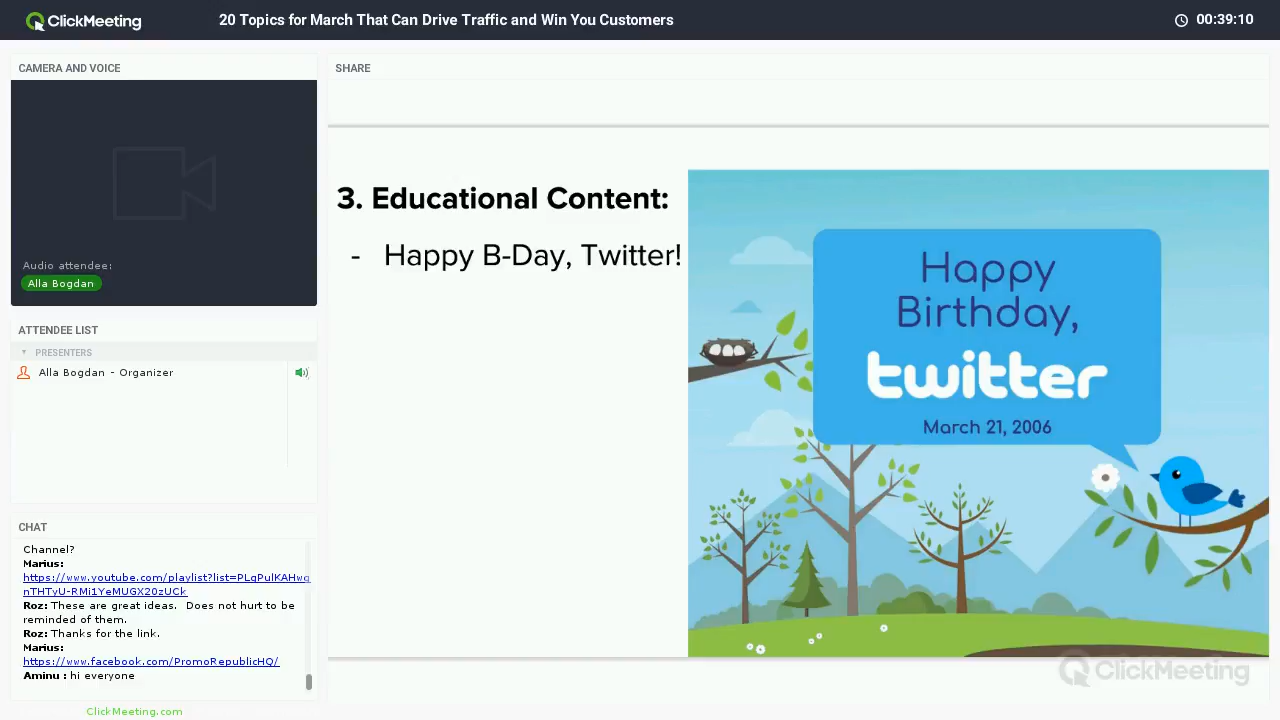 ClickMeeting
20 Topics for March That Can Drive Traffic and Win You Customers
00:39:10
CAMERA AND VOICE
Audio attendee:
Alla Bogdan
ATTENDEE LIST
PRESENTERS
Alla Bogdan - Organizer
CHAT
Channel?
Marius:
https://www.youtube.com/playlist?list=PLgPulKAHwg
nTHTyU-RMi1YeMUGX20zUCk
Roz: These are great ideas. Does not hurt to be
reminded of them.
Roz: Thanks for the link.
Marius:
https://www.facebook.com/PromoRepublicHQ/
Aminu : hi everyone
ClickMeeting.com
SHARE
3. Educational Content:
- Happy B-Day, Twitter!
Happy
Birthday,
twitter
March 21, 2006
ClickMeeting